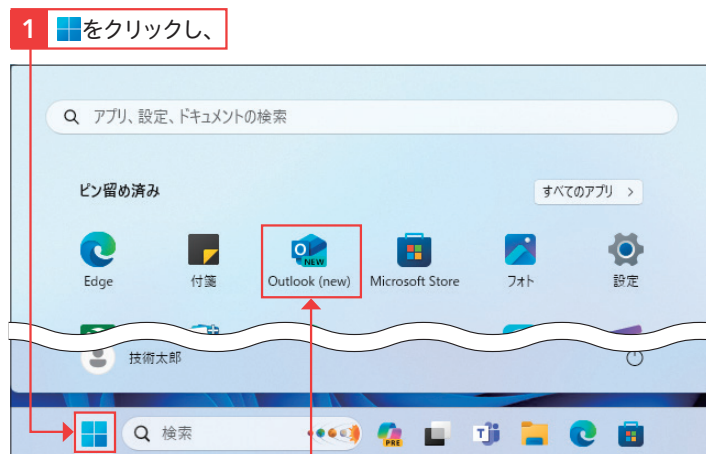 1 をクリックし、
アプリ、設定、ドキュメントの検索
ピン留め済み
すべてのアプリ >
NEW
Edge
付箋
Outlook (new)
Microsoft Store
フォト
設定
技術太郎
検索
PRE